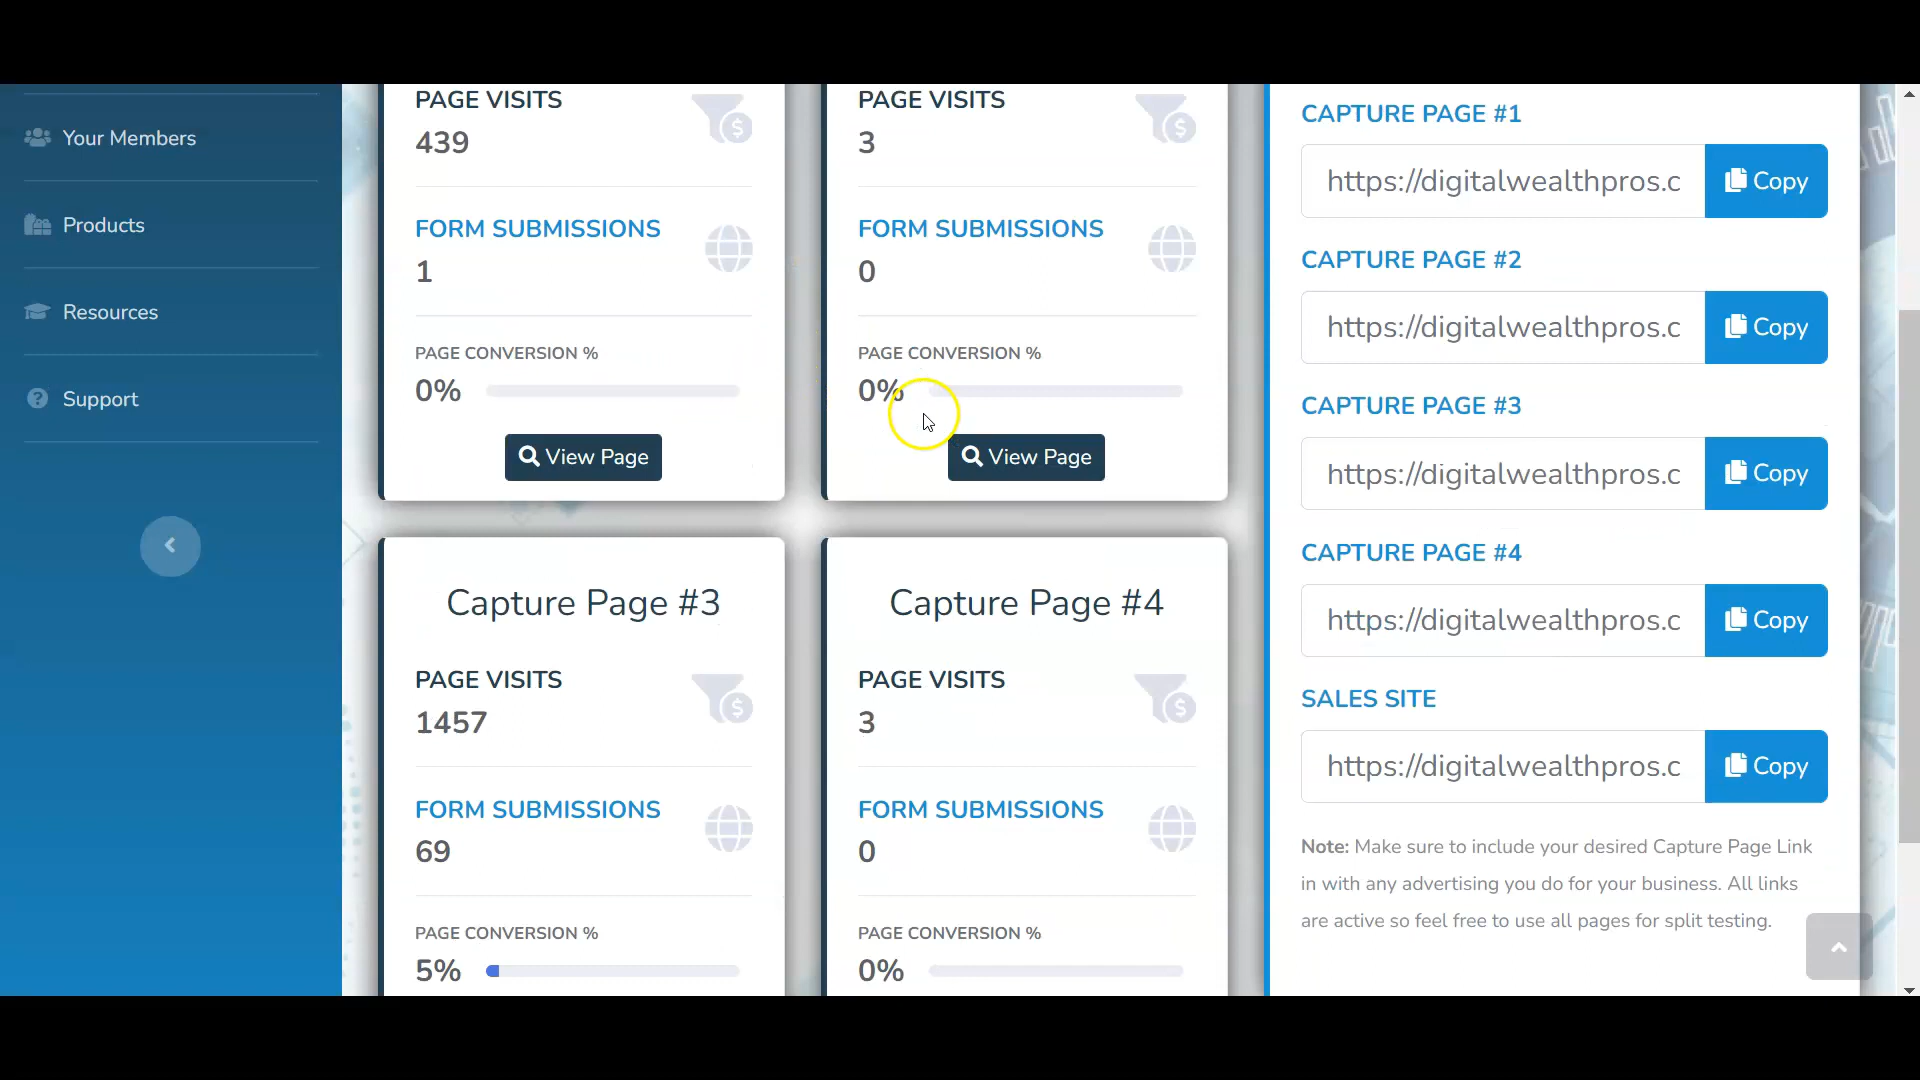 Your Members
Products
Resources
Support
PAGE VISITS
439
FORM SUBMISSIONS
1
PAGE CONVERSION %
0%
View Page
PAGE VISITS
3
FORM SUBMISSIONS
0
PAGE CONVERSION %
0%
View Page
Capture Page #3
PAGE VISITS
1457
FORM SUBMISSIONS
69
PAGE CONVERSION %
5%
Capture Page #4
PAGE VISITS
3
FORM SUBMISSIONS
0
PAGE CONVERSION %
0%
CAPTURE PAGE #1
https://digitalwealthpros.c
Copy
CAPTURE PAGE #2
https://digitalwealthpros.c
Copy
CAPTURE PAGE #3
https://digitalwealthpros.c
Copy
CAPTURE PAGE #4
https://digitalwealthpros.c
Copy
SALES SITE
https://digitalwealthpros.c
Copy
Note: Make sure to include your desired Capture Page Link
in with any advertising you do for your business. All links
are active so feel free to use all pages for split testing.